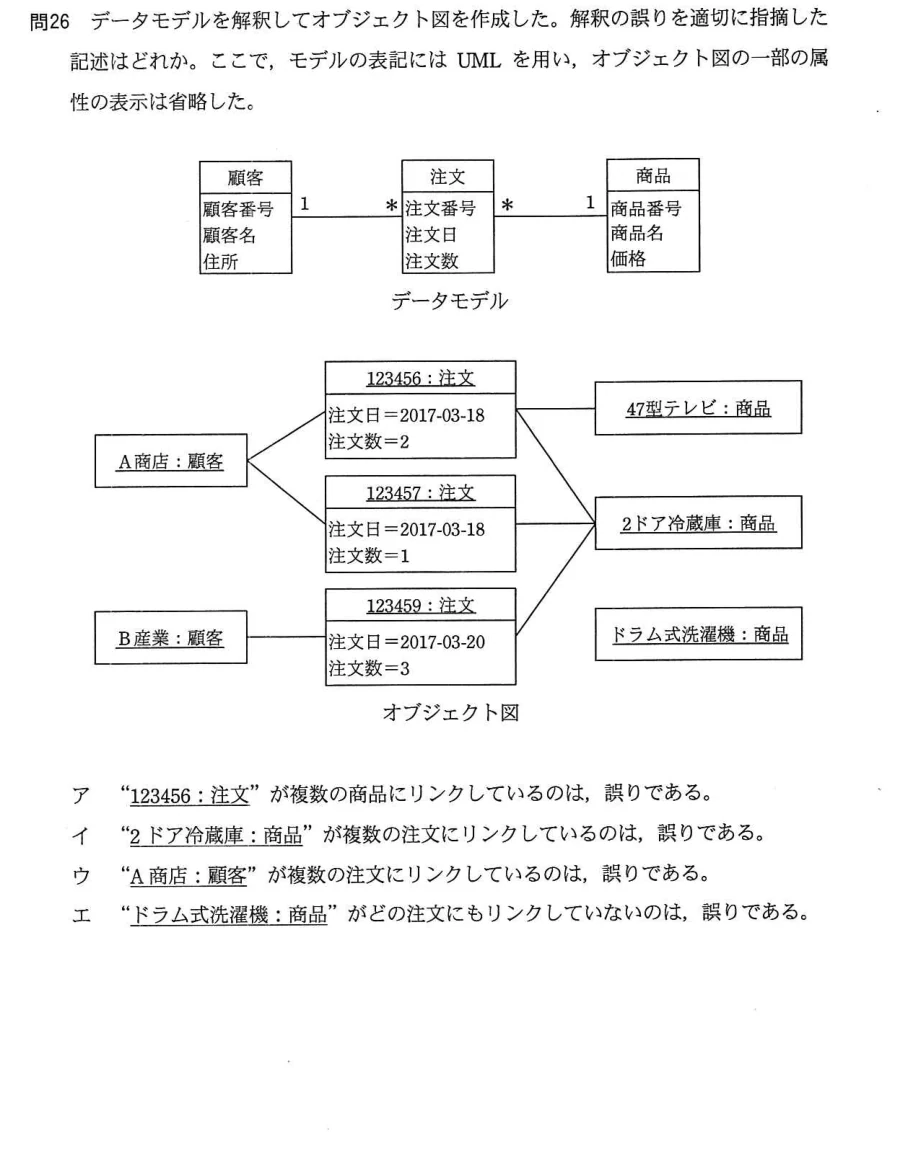 問26 データモデルを解釈してオブジェクト図を作成した。解釈の誤りを適切に指摘した
記述はどれか。ここで，モデルの表記には UML を用い，オブジェクト図の一部の属
性の表示は省略した。
顧客
顧客番号
顧客名
住所
1
*
注文
注文番号
注文日
注文数
*
1
商品
商品番号
商品名
価格
データモデル
A商店：顧客
B産業：顧客
123456：注文
注文日＝2017-03-18
注文数＝2
123457：注文
注文日＝2017-03-18
注文数＝1
123459：注文
注文日＝2017-03-20
注文数＝3
47型テレビ：商品
2ドア冷蔵庫：商品
ドラム式洗濯機：商品
オブジェクト図
ア “123456：注文”が複数の商品にリンクしているのは，誤りである。
イ “2ドア冷蔵庫：商品”が複数の注文にリンクしているのは，誤りである。
ウ “A商店：顧客”が複数の注文にリンクしているのは，誤りである。
エ “ドラム式洗濯機：商品”がどの注文にもリンクしていないのは，誤りである。